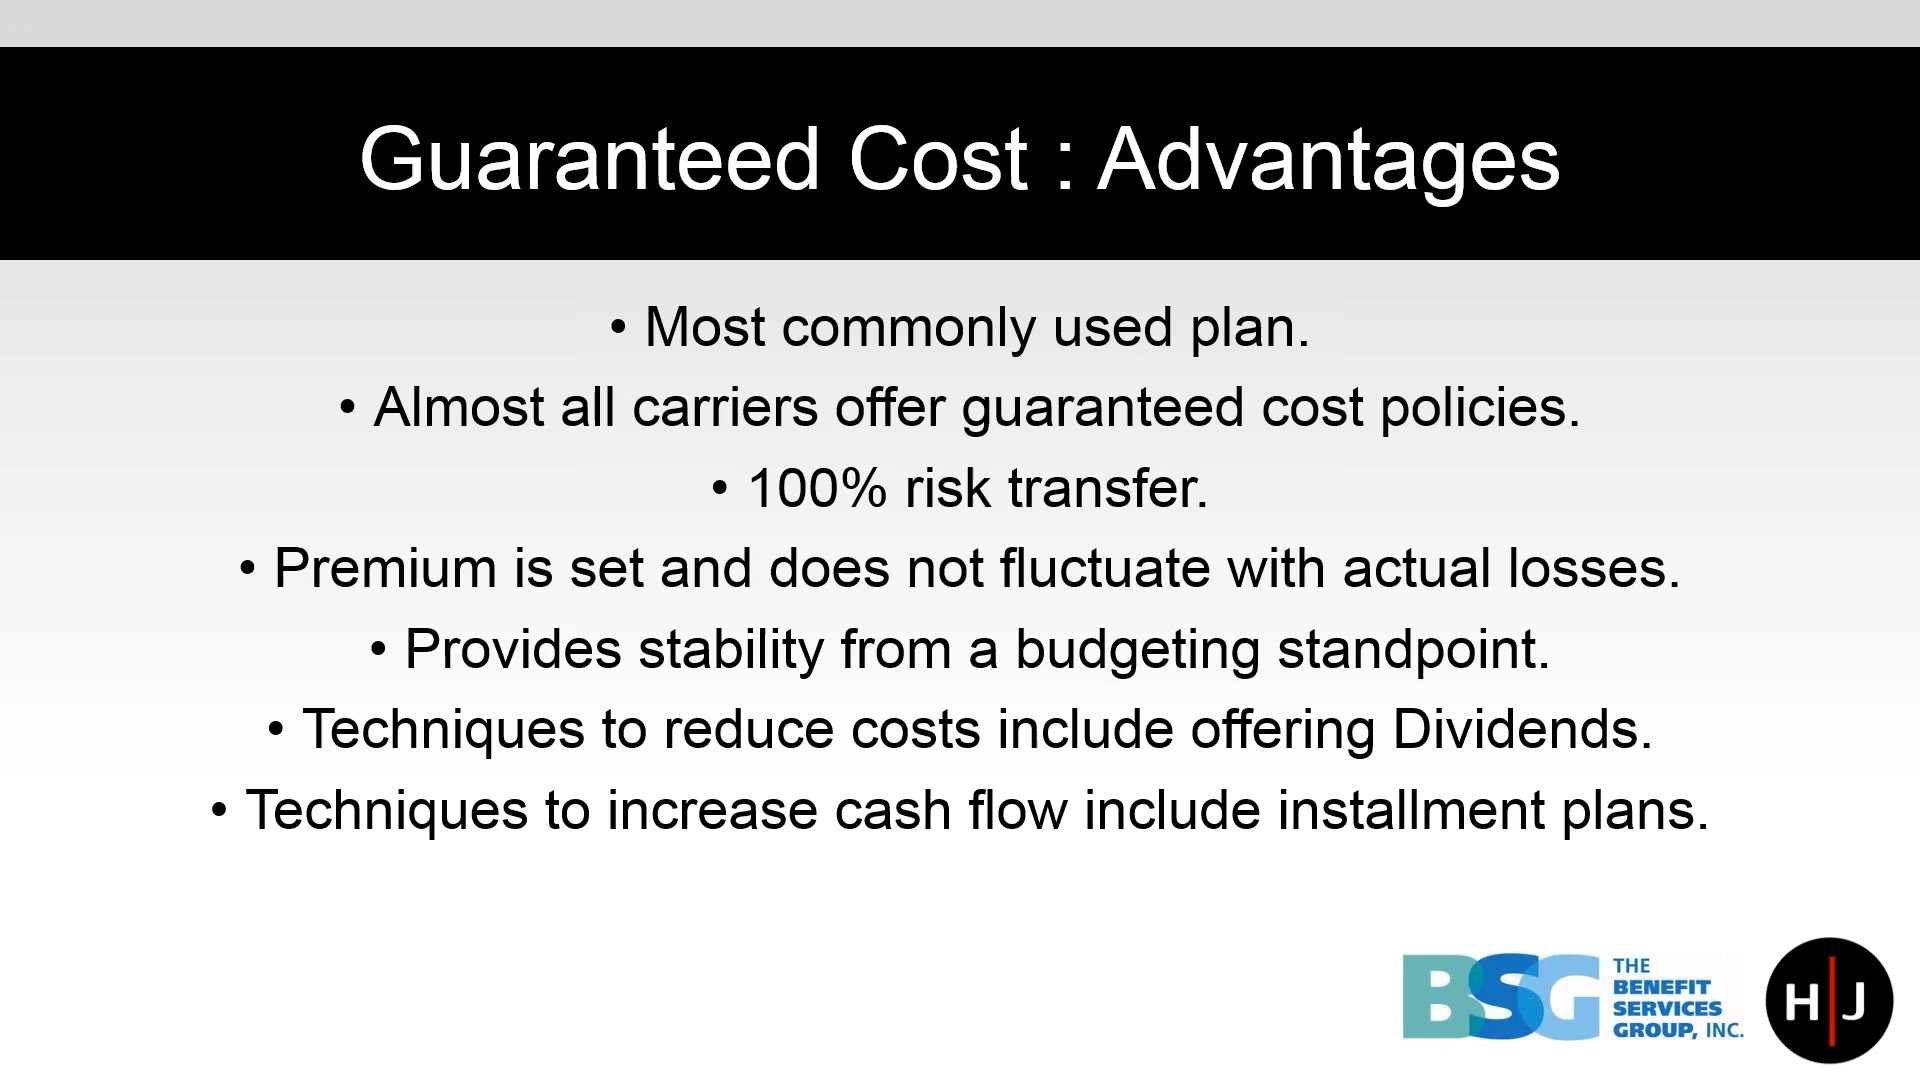 Guaranteed Cost : Advantages
• Most commonly used plan.
• Almost all carriers offer guaranteed cost policies.
• 100% risk transfer.
• Premium is set and does not fluctuate with actual losses.
• Provides stability from a budgeting standpoint.
• Techniques to reduce costs include offering Dividends.
• Techniques to increase cash flow include installment plans.
BSG
THE
BENEFIT
SERVICES
GROUP, INC.
H|J